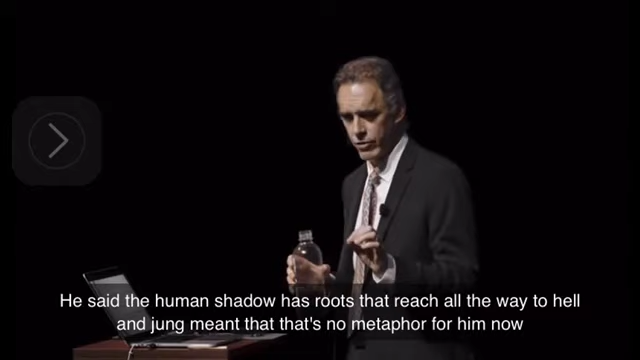 He said the human shadow has roots that reach all the way to hell
and jung meant that that's no metaphor for him now